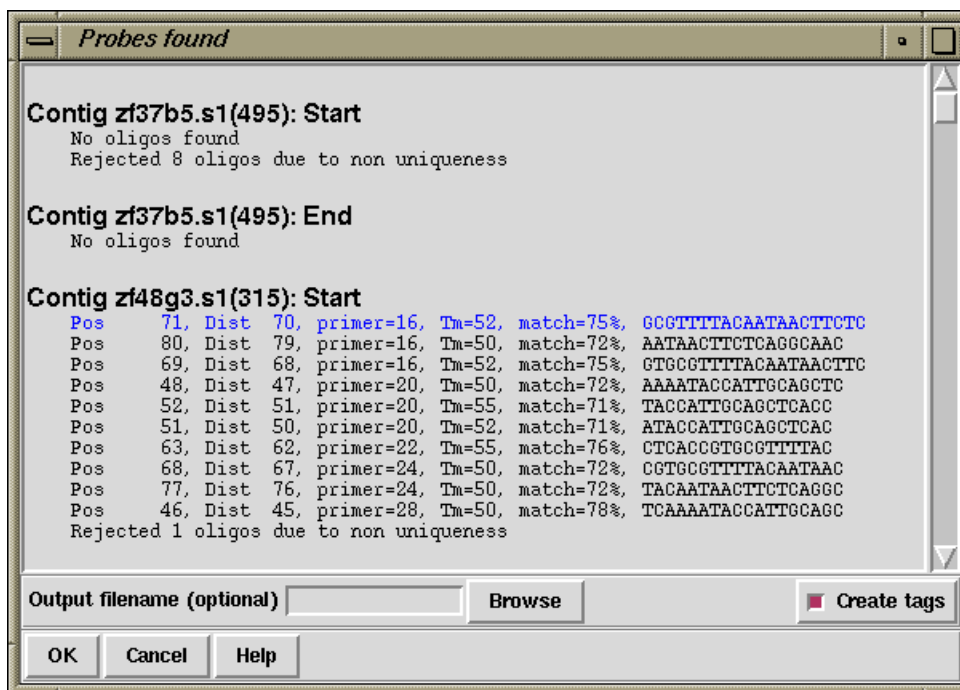 Probes found
Contig zf37b5.s1(495): Start
No oligos found
Rejected 8 oligos due to non uniqueness
Contig zf37b5.s1(495): End
No oligos found
Contig zf48g3.s1(315): Start
Pos 71, Dist 70, primer=16, Tm=52, match=75%, GCGTTTTACAATAACTTCTC
Pos 80, Dist 79, primer=16, Tm=50, match=72%, AATAACTTCTCAGGCAAC
Pos 69, Dist 68, primer=16, Tm=52, match=75%, GTGCGTTTTACAATAACTTC
Pos 48, Dist 47, primer=20, Tm=50, match=72%, AAAATACCATTGCAGCTC
Pos 52, Dist 51, primer=20, Tm=55, match=71%, TACCATTGCAGCTCACC
Pos 51, Dist 50, primer=20, Tm=52, match=71%, ATACCATTGCAGCTCAC
Pos 63, Dist 62, primer=22, Tm=55, match=76%, CTCACCGTGCGTTTTAC
Pos 68, Dist 67, primer=24, Tm=50, match=72%, CGTGCGTTTTACAATAAC
Pos 77, Dist 76, primer=24, Tm=50, match=72%, TACAATAACTTCTCAGGC
Pos 46, Dist 45, primer=28, Tm=50, match=78%, TCAAAATACCATTGCAGC
Rejected 1 oligos due to non uniqueness
Output filename (optional) Browse Create tags
OK Cancel Help